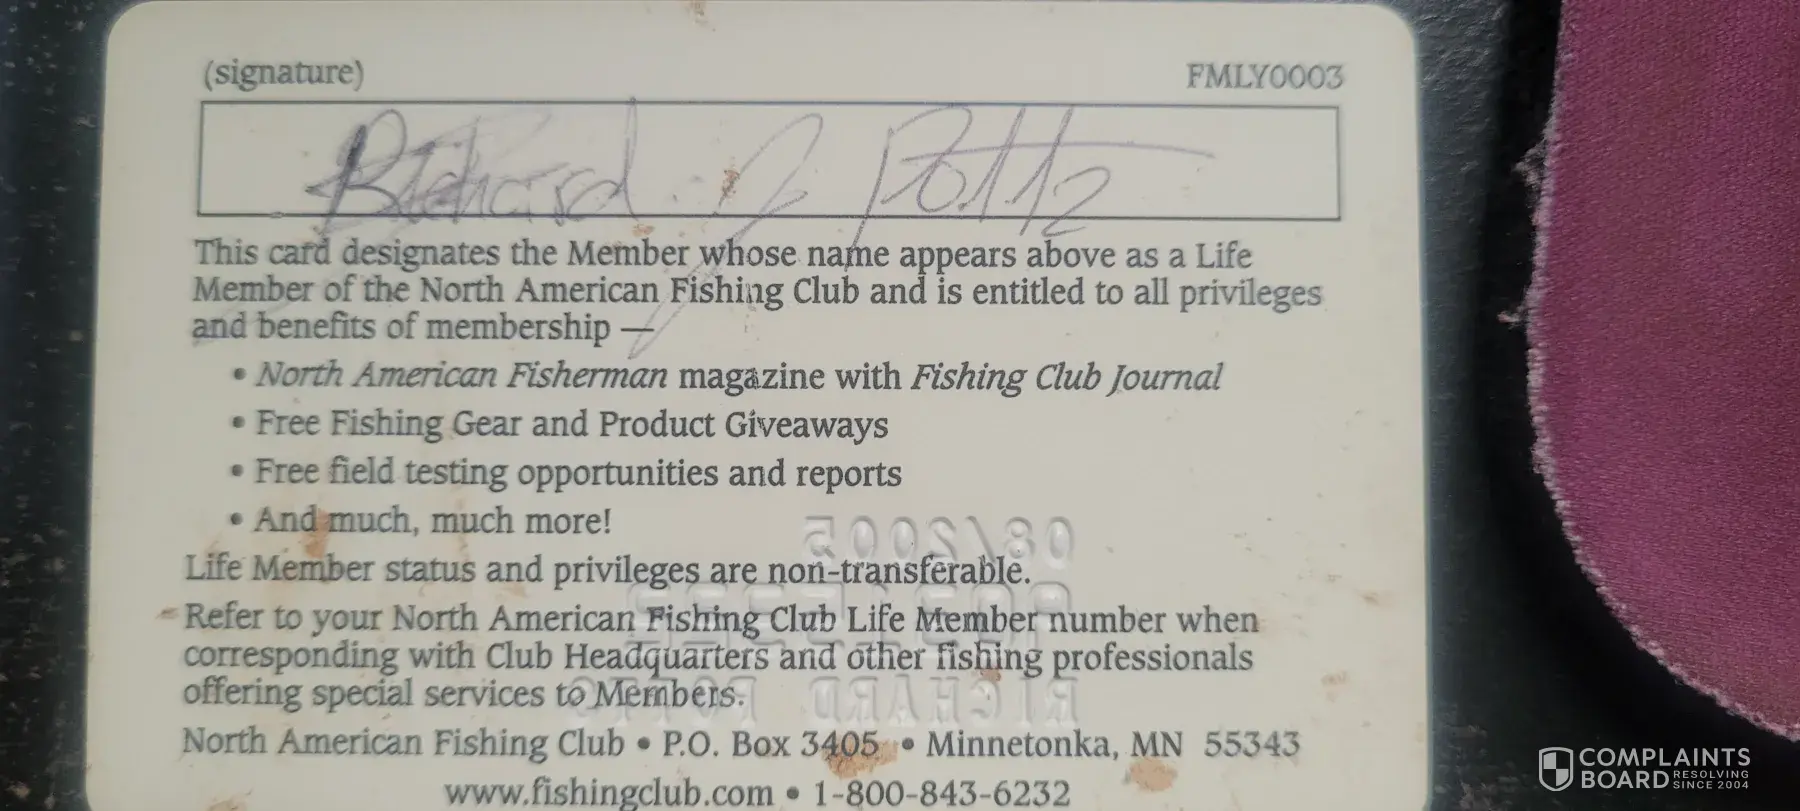 (signature) FMLY0003
Richard J Potts
This card designates the Member whose name appears above as a Life
Member of the North American Fishing Club and is entitled to all privileges
and benefits of membership —
• North American Fisherman magazine with Fishing Club Journal
• Free Fishing Gear and Product Giveaways
• Free field testing opportunities and reports
• And much, much more!
08/2005
Life Member status and privileges are non-transferable.
Refer to your North American Fishing Club Life Member number when
corresponding with Club Headquarters and other fishing professionals
offering special services to Members.
RICHARD POTTS
North American Fishing Club • P.O. Box 3405 • Minnetonka, MN 55343
www.fishingclub.com • 1-800-843-6232
COMPLAINTS
BOARD RESOLVING
SINCE 2004